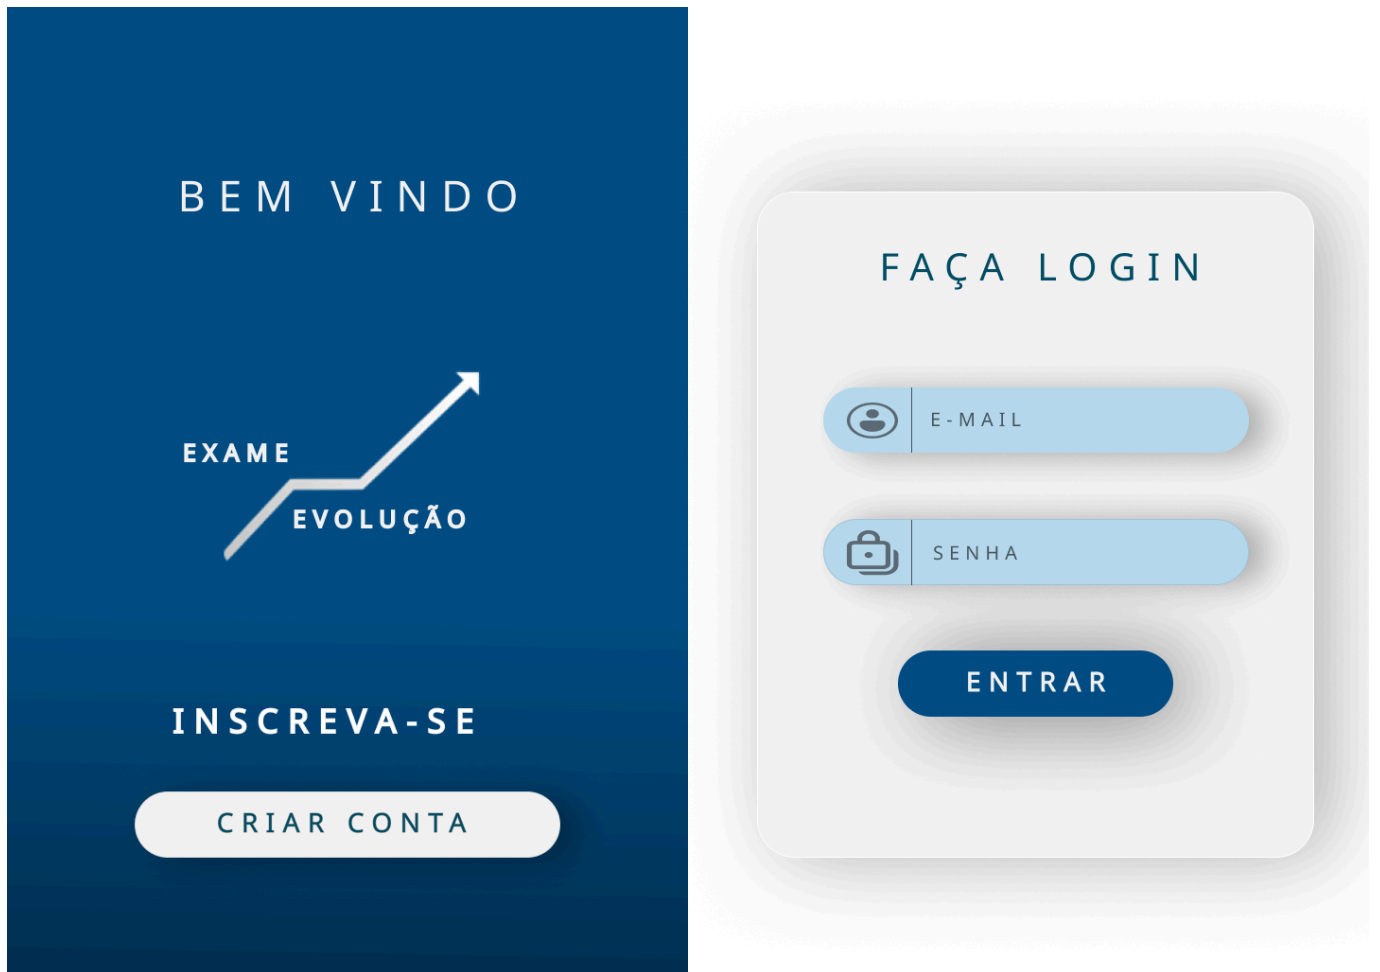 BEM VINDO
EXAME
EVOLUÇÃO
INSCREVA-SE
CRIAR CONTA
FAÇA LOGIN
E-MAIL
SENHA
ENTRAR